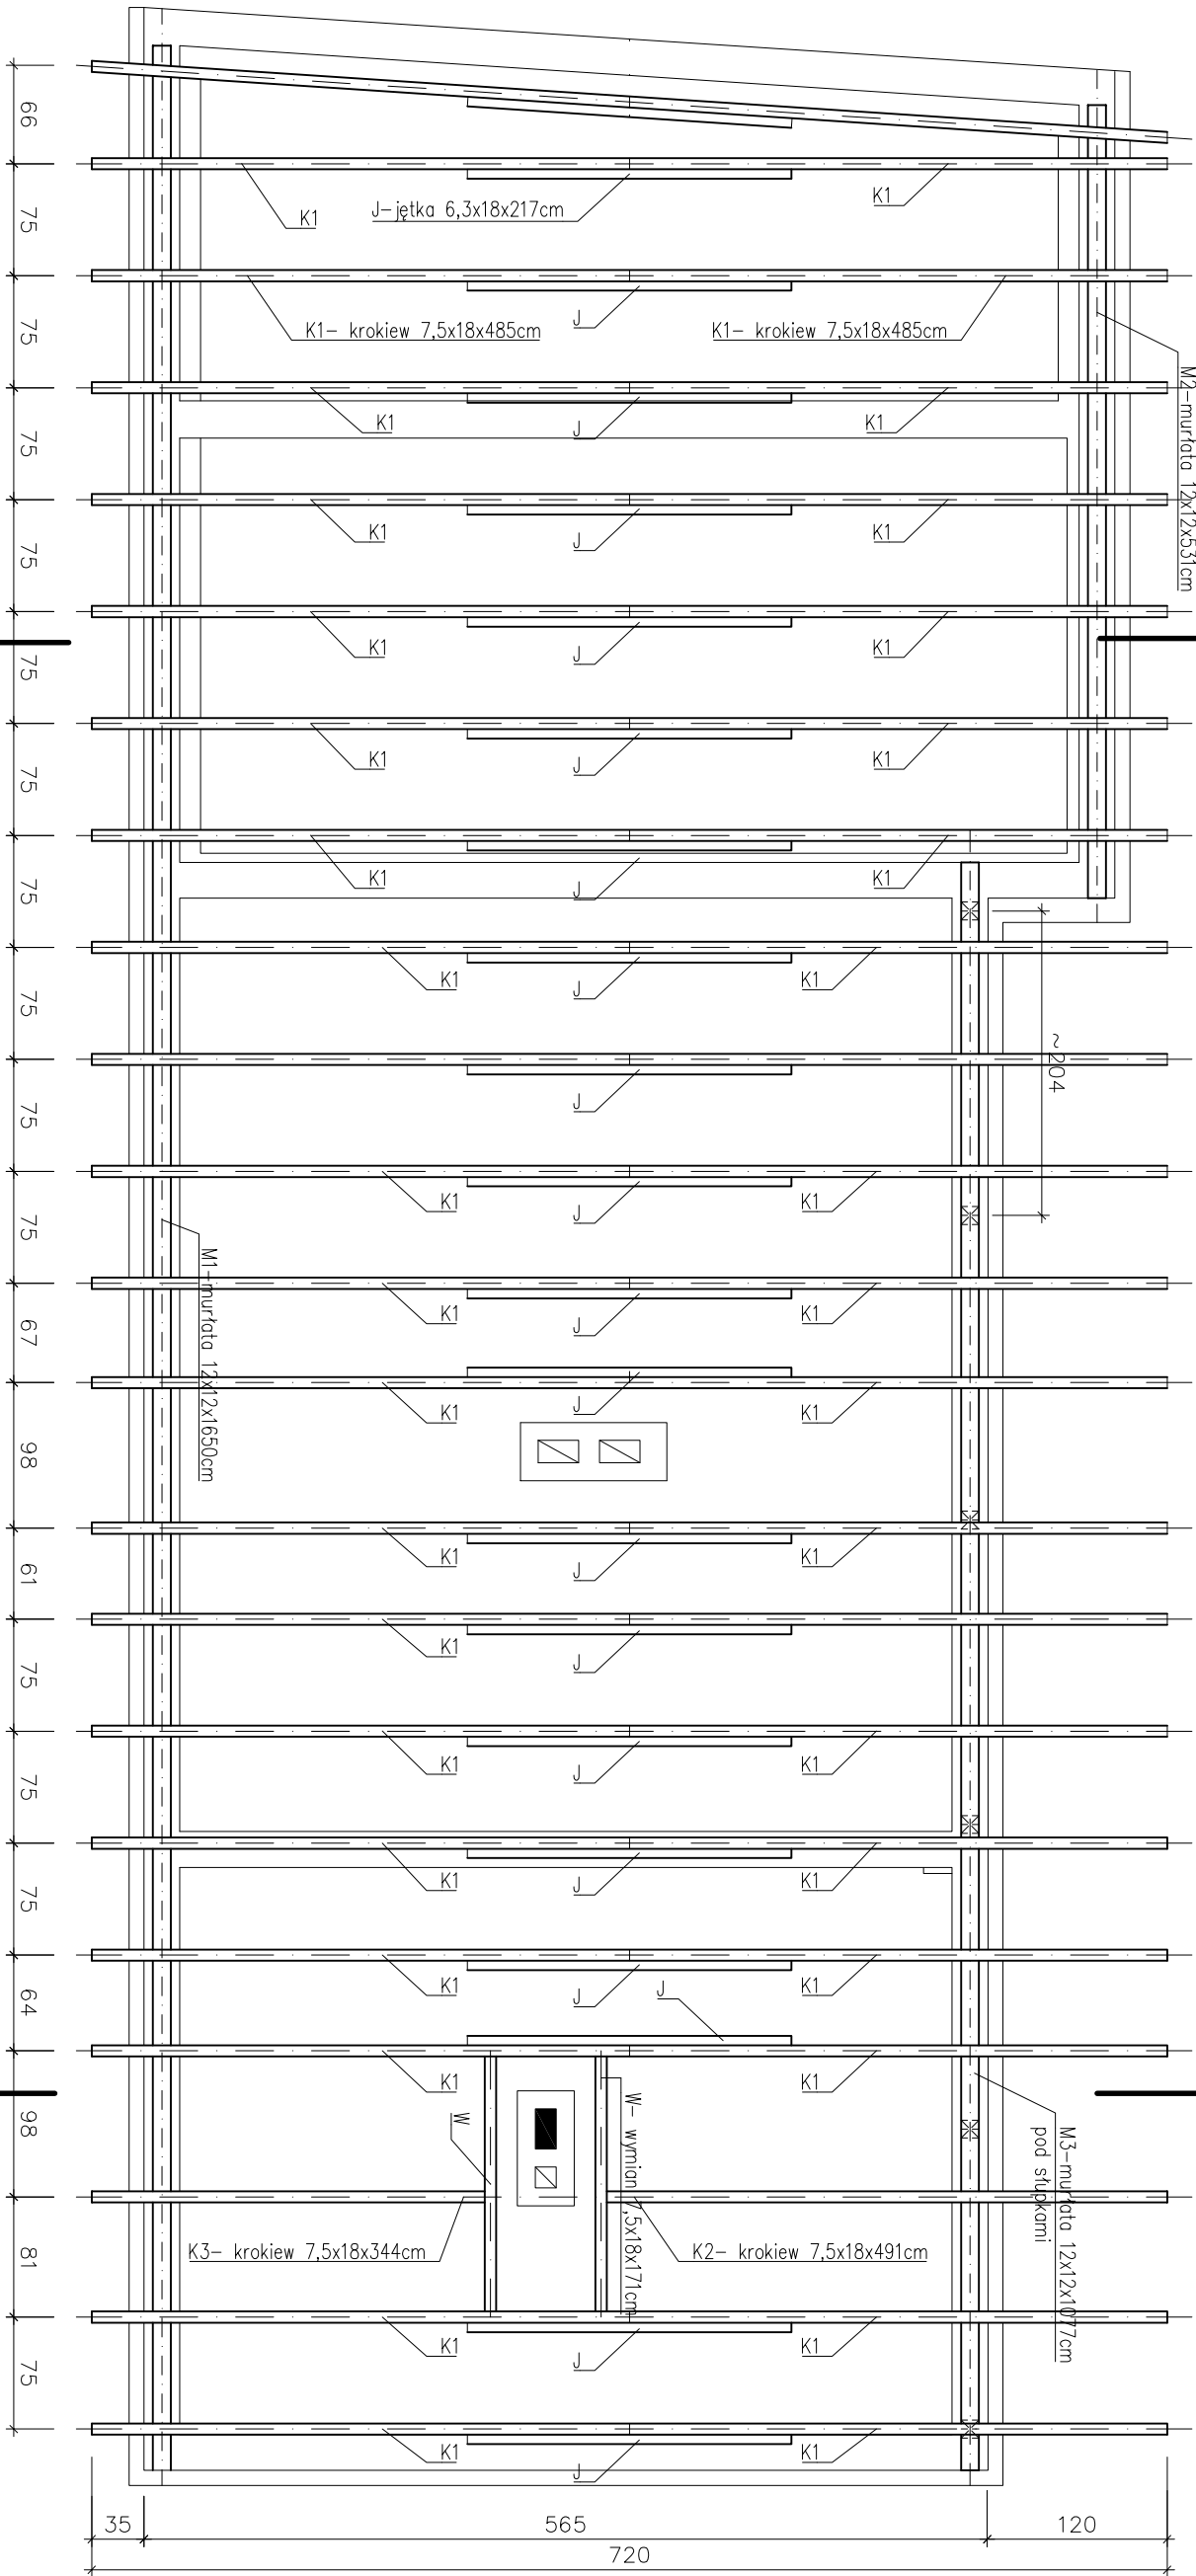 66
K1
J-jętka 6,3x18x217cm
K1
75
K1- krokiew 7,5x18x485cm
J
K1- krokiew 7,5x18x485cm
M2-murłata 12x12x531cm
75
K1
J
K1
75
K1
J
K1
75
K1
J
K1
75
K1
J
K1
75
K1
J
K1
75
K1
J
K1
75
~204
J
75
K1
J
K1
75
M1-murłata 12x12x1650cm
K1
J
K1
67
K1
J
K1
98
K1
J
K1
61
K1
J
75
K1
J
K1
75
K1
J
K1
75
K1
J
J
K1
64
K1
K1
W
W- wymian 7,5x18x171cm
M3-murłata 12x12x1077cm
pod słupkami
98
K3- krokiew 7,5x18x344cm
K2- krokiew 7,5x18x491cm
81
K1
J
K1
75
K1
J
K1
35
565
120
720